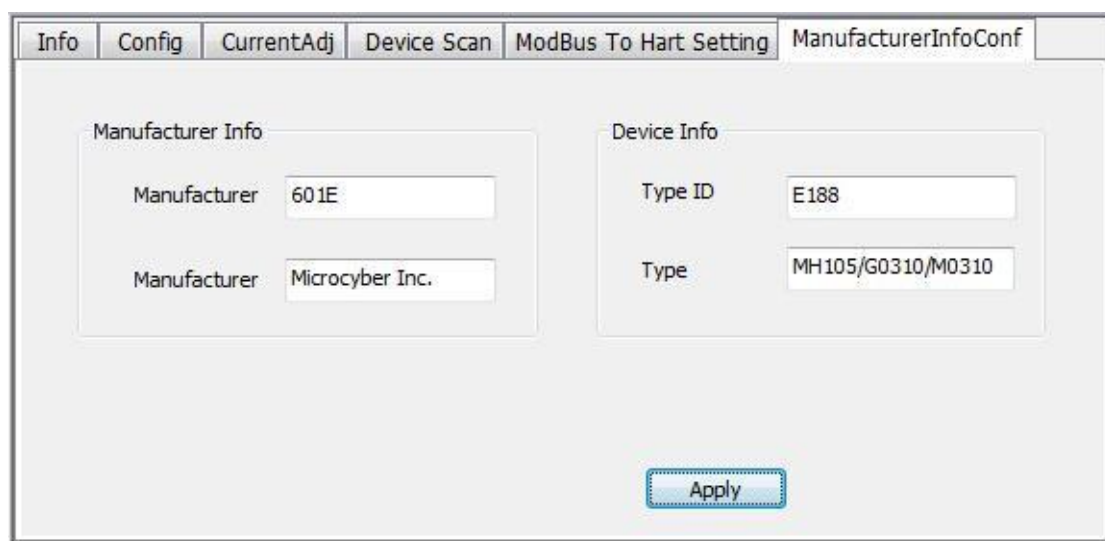 Info Config CurrentAdj Device Scan ModBus To Hart Setting ManufacturerInfoConf
Manufacturer Info
Manufacturer 601E
Manufacturer Microcyber Inc.
Device Info
Type ID E188
Type MH105/G0310/M0310
Apply